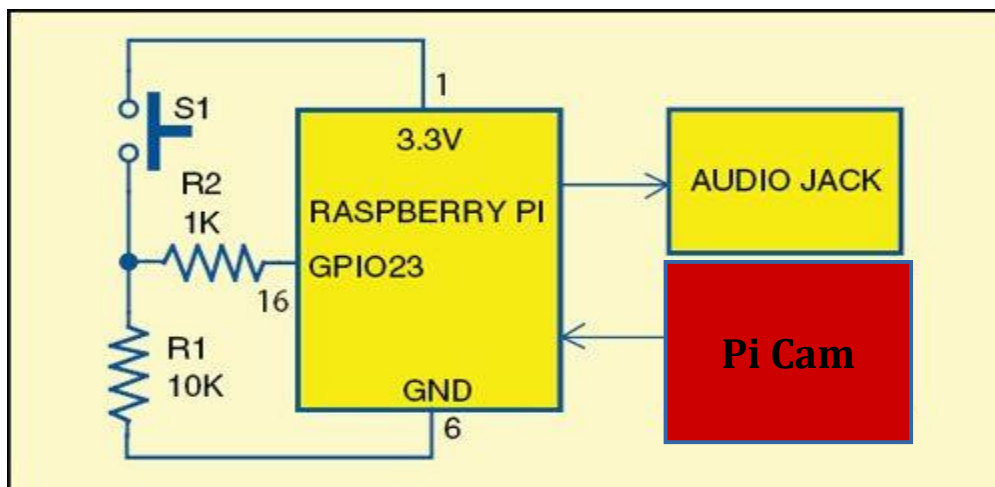 1
S1
3.3V
R2
1K
RASPBERRY PI
AUDIO JACK
GPIO23
16
R1
10K
Pi Cam
GND
6